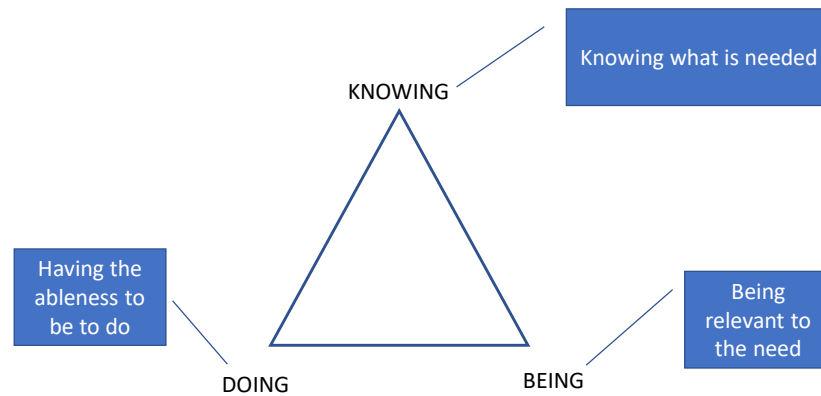 Knowing what is needed
KNOWING
Having the
ableness to
be to do
Being
relevant to
the need
DOING
BEING